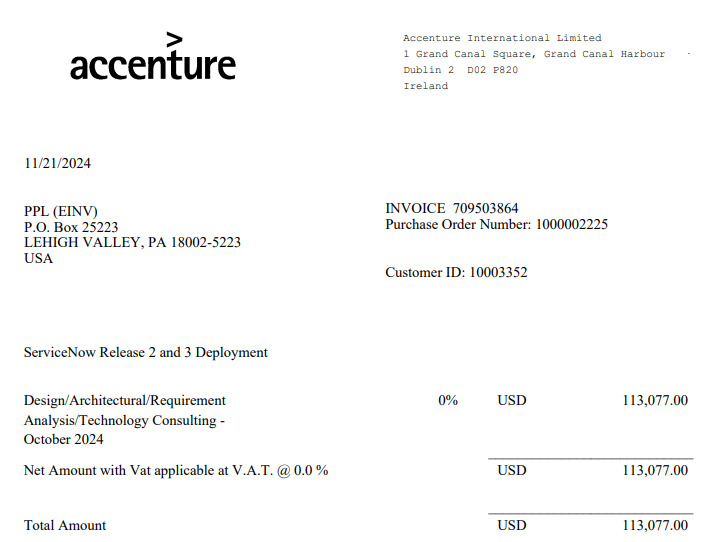 accenture
Accenture International Limited
1 Grand Canal Square, Grand Canal Harbour
Dublin 2 D02 P820
Ireland
11/21/2024
PPL (EINV)
P.O. Box 25223
LEHIGH VALLEY, PA 18002-5223
USA
INVOICE 709503864
Purchase Order Number: 1000002225
Customer ID: 10003352
ServiceNow Release 2 and 3 Deployment
Design/Architectural/Requirement 0% USD 113,077.00
Analysis/Technology Consulting -
October 2024
Net Amount with Vat applicable at V.A.T. @ 0.0 % USD 113,077.00
Total Amount USD 113,077.00